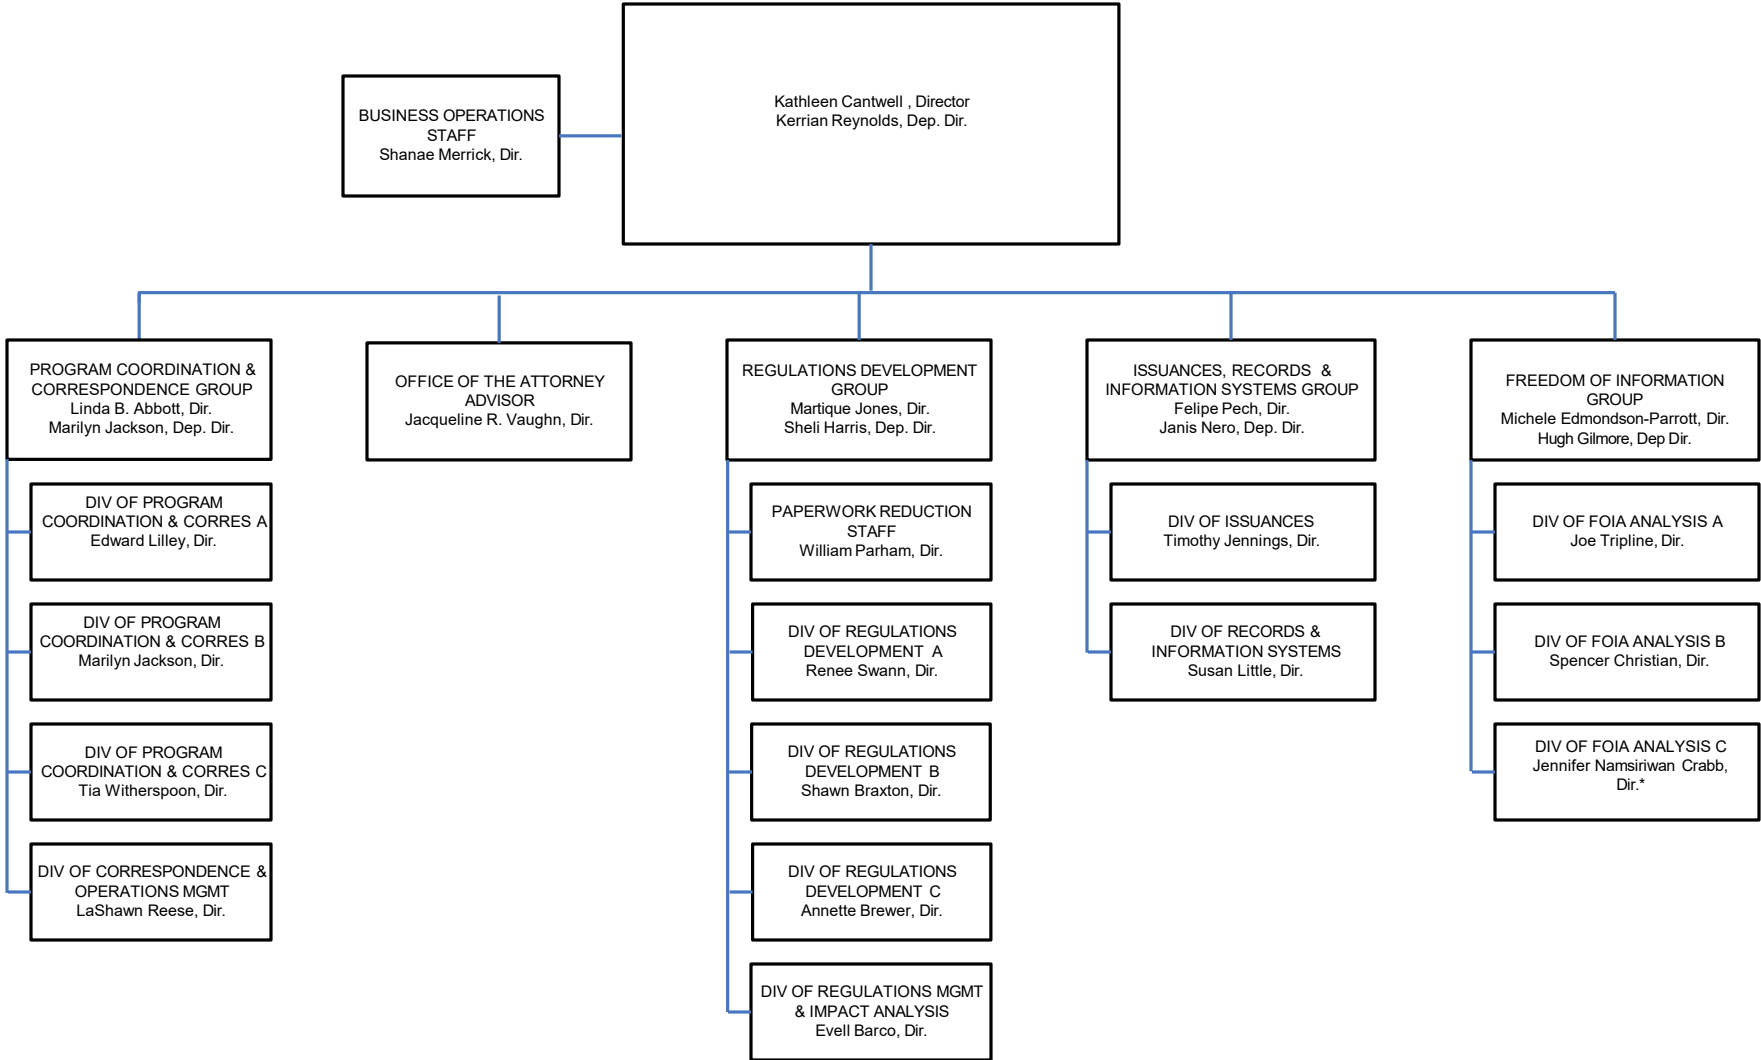 Kathleen Cantwell , Director
Kerrian Reynolds, Dep. Dir.
BUSINESS OPERATIONS
STAFF
Shanae Merrick, Dir.
PROGRAM COORDINATION &
CORRESPONDENCE GROUP
Linda B. Abbott, Dir.
Marilyn Jackson, Dep. Dir.
DIV OF PROGRAM
COORDINATION & CORRES A
Edward Lilley, Dir.
DIV OF PROGRAM
COORDINATION & CORRES B
Marilyn Jackson, Dir.
DIV OF PROGRAM
COORDINATION & CORRES C
Tia Witherspoon, Dir.
DIV OF CORRESPONDENCE &
OPERATIONS MGMT
LaShawn Reese, Dir.
OFFICE OF THE ATTORNEY
ADVISOR
Jacqueline R. Vaughn, Dir.
REGULATIONS DEVELOPMENT
GROUP
Martique Jones, Dir.
Sheli Harris, Dep. Dir.
PAPERWORK REDUCTION
STAFF
William Parham, Dir.
DIV OF REGULATIONS
DEVELOPMENT A
Renee Swann, Dir.
DIV OF REGULATIONS
DEVELOPMENT B
Shawn Braxton, Dir.
DIV OF REGULATIONS
DEVELOPMENT C
Annette Brewer, Dir.
DIV OF REGULATIONS MGMT
& IMPACT ANALYSIS
Evell Barco, Dir.
ISSUANCES, RECORDS &
INFORMATION SYSTEMS GROUP
Felipe Pech, Dir.
Janis Nero, Dep. Dir.
DIV OF ISSUANCES
Timothy Jennings, Dir.
DIV OF RECORDS &
INFORMATION SYSTEMS
Susan Little, Dir.
FREEDOM OF INFORMATION
GROUP
Michele Edmondson-Parrott, Dir.
Hugh Gilmore, Dep Dir.
DIV OF FOIA ANALYSIS A
Joe Tripline, Dir.
DIV OF FOIA ANALYSIS B
Spencer Christian, Dir.
DIV OF FOIA ANALYSIS C
Jennifer Namsiriwan Crabb,
Dir.*